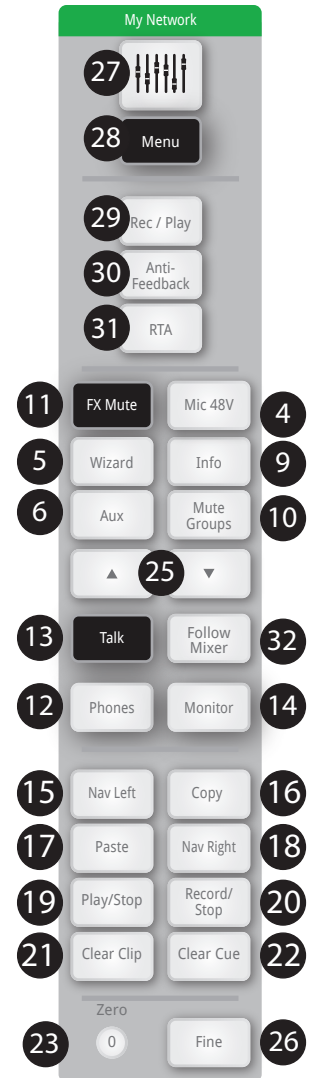 My Network
27
28 Menu
29 Rec / Play
30 Anti-
Feedback
31 RTA
11 FX Mute Mic 48V 4
5 Wizard Info 9
6 Aux Mute
Groups 10
▲ 25 ▼
13 Talk Follow
Mixer 32
12 Phones Monitor 14
15 Nav Left Copy 16
17 Paste Nav Right 18
19 Play/Stop Record/
Stop 20
21 Clear Clip Clear Cue 22
Zero
23 0 Fine 26